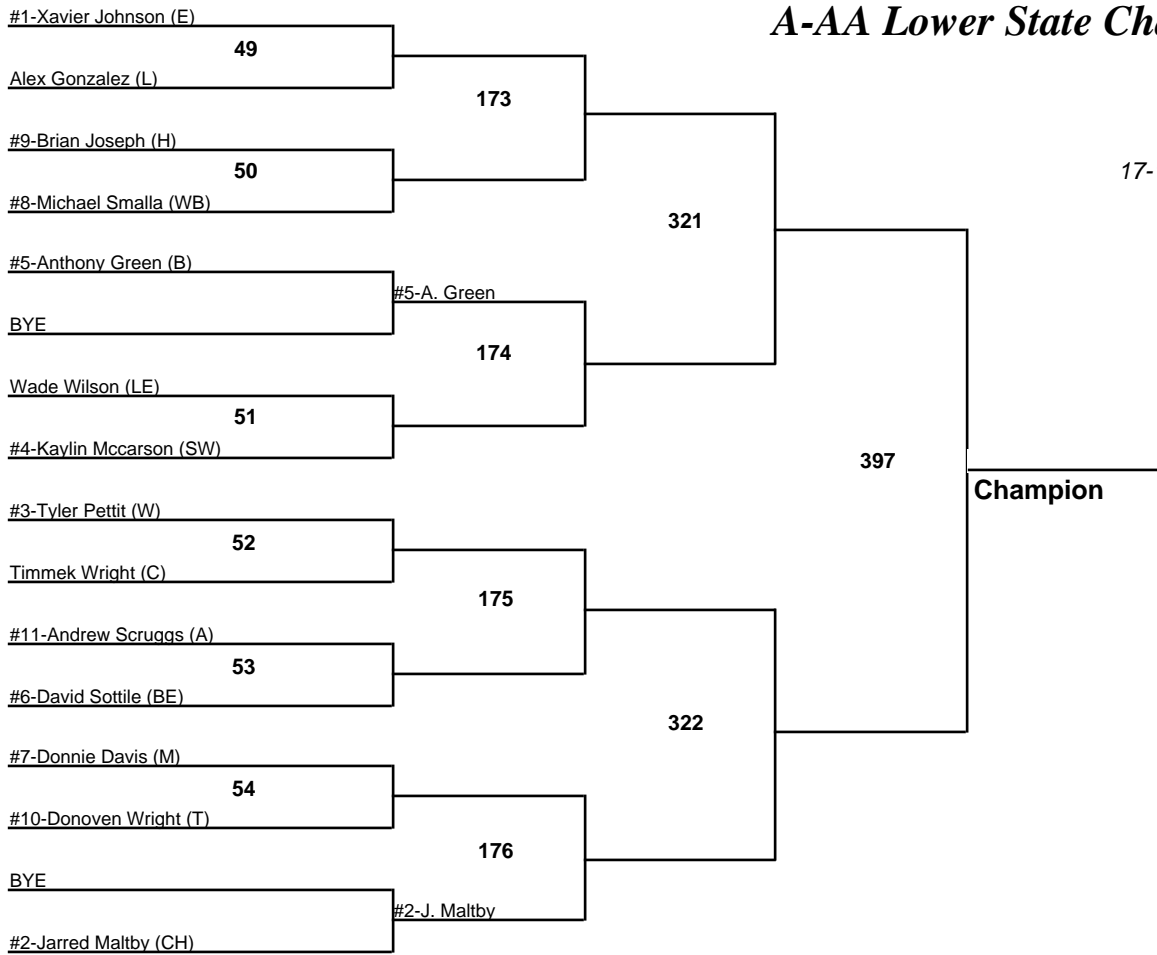 #1-Xavier Johnson (E)
A-AA Lower State Cha
49
Alex Gonzalez (L)
173
#9-Brian Joseph (H)
50
17-
#8-Michael Smalla (WB)
321
#5-Anthony Green (B)
#5-A. Green
BYE
174
Wade Wilson (LE)
51
#4-Kaylin Mccarson (SW)
397
Champion
#3-Tyler Pettit (W)
52
Timmek Wright (C)
175
#11-Andrew Scruggs (A)
53
#6-David Sottile (BE)
322
#7-Donnie Davis (M)
54
#10-Donoven Wright (T)
176
BYE
#2-J. Maltby
#2-Jarred Maltby (CH)